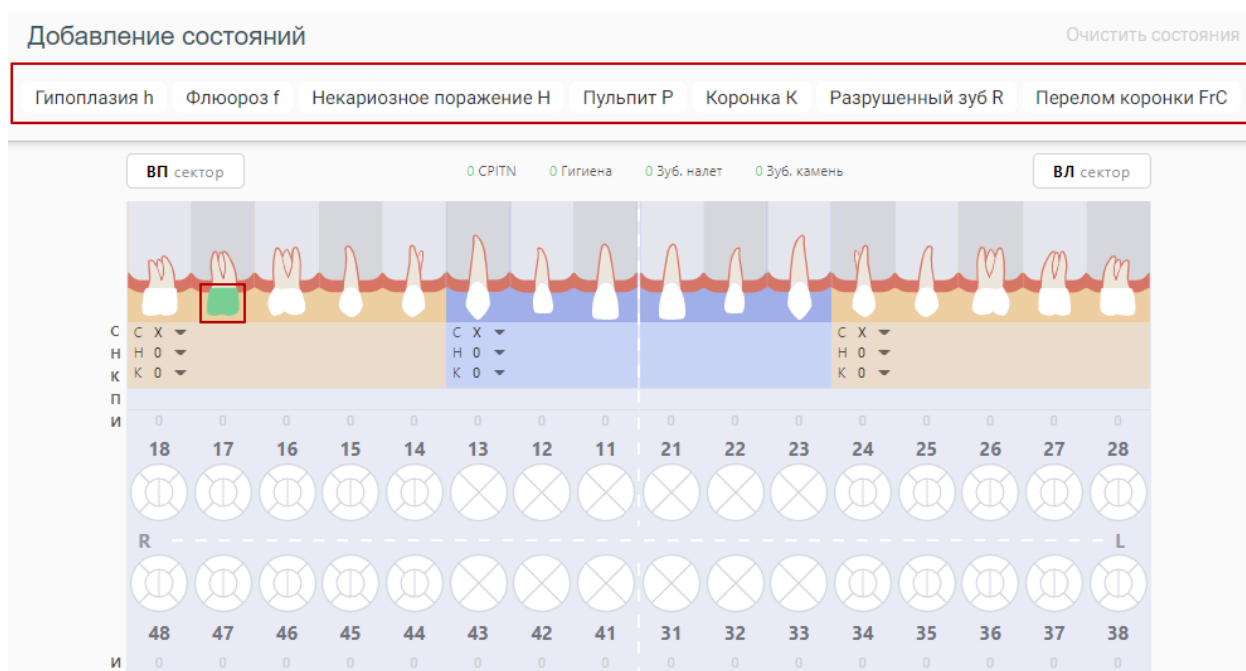 Добавление состояний Очистить состояния
Гипоплазия h Флюороз f Некариозное поражение H Пульпит P Коронка К Разрушенный зуб R Перелом коронки FrC
ВП сектор 0 CPITN 0 Гигиена 0 Зуб. налет 0 Зуб. камень ВЛ сектор
С С X С X С X
Н Н 0 Н 0 Н 0
К К 0 К 0 К 0
П
И 0 0 0 0 0 0 0 0 0 0 0 0 0 0 0 0
18 17 16 15 14 13 12 11 21 22 23 24 25 26 27 28
R L
48 47 46 45 44 43 42 41 31 32 33 34 35 36 37 38
И 0 0 0 0 0 0 0 0 0 0 0 0 0 0 0 0